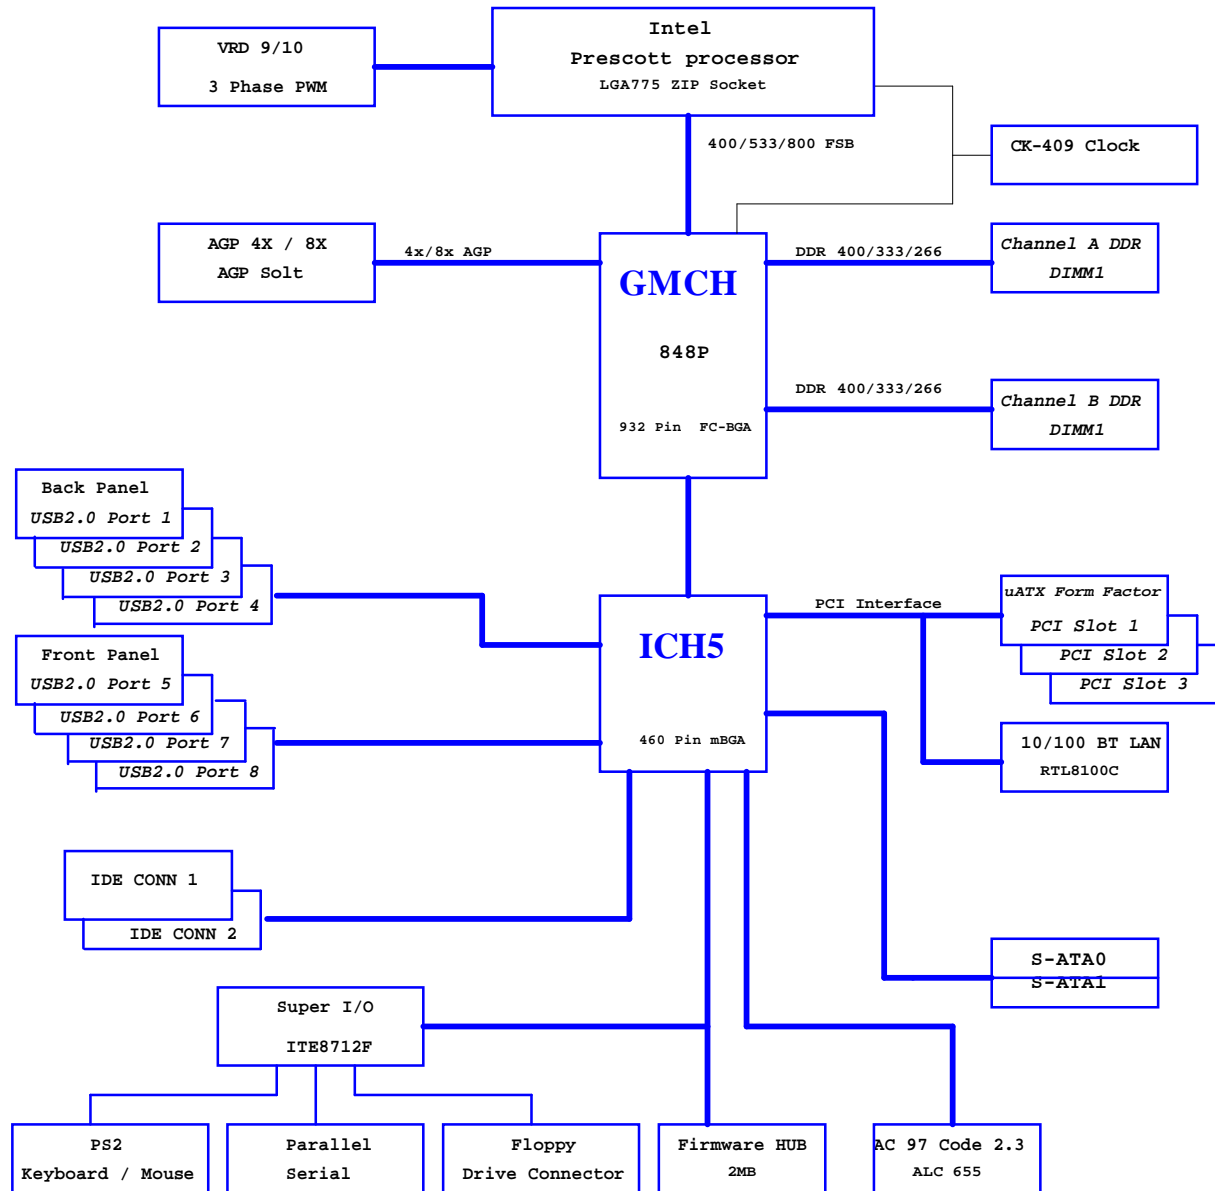 Intel
Prescott processor
LGA775 ZIP Socket
VRD 9/10
3 Phase PWM
400/533/800 FSB
CK-409 Clock
AGP 4X / 8X
AGP Solt
4x/8x AGP
GMCH
848P
932 Pin FC-BGA
DDR 400/333/266
Channel A DDR
DIMM1
DDR 400/333/266
Channel B DDR
DIMM1
Back Panel
USB2.0 Port 1
USB2.0 Port 2
USB2.0 Port 3
USB2.0 Port 4
Front Panel
USB2.0 Port 5
USB2.0 Port 6
USB2.0 Port 7
USB2.0 Port 8
ICH5
460 Pin mBGA
PCI Interface
uATX Form Factor
PCI Slot 1
PCI Slot 2
PCI Slot 3
10/100 BT LAN
RTL8100C
IDE CONN 1
IDE CONN 2
S-ATA0
S-ATA1
Super I/O
ITE8712F
PS2
Keyboard / Mouse
Parallel
Serial
Floppy
Drive Connector
Firmware HUB
2MB
AC 97 Code 2.3
ALC 655